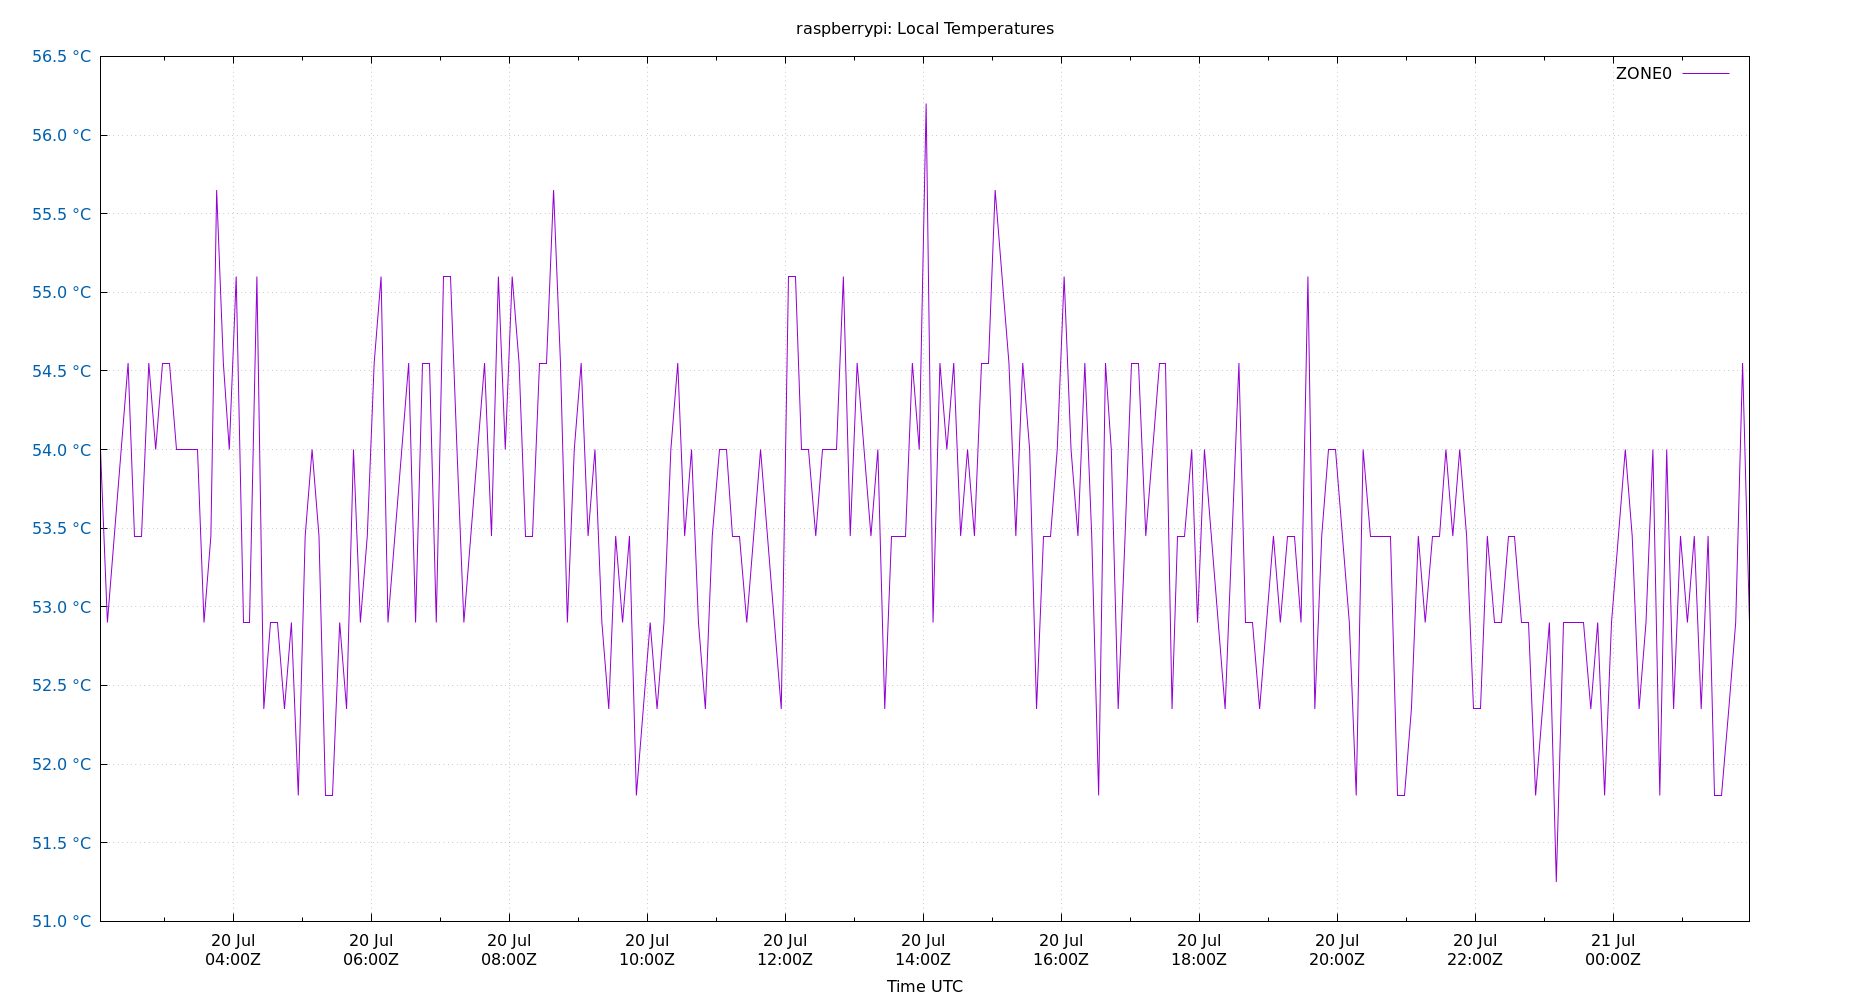 raspberrypi: Local Temperatures
56.5 °C
ZONE0
56.0 °C
55.5 °C
55.0 °C
54.5 °C
54.0 °C
53.5 °C
53.0 °C
52.5 °C
52.0 °C
51.5 °C
51.0 °C
20 Jul 20 Jul 20 Jul 20 Jul 20 Jul 20 Jul 20 Jul 20 Jul 20 Jul 20 Jul 21 Jul
04:00Z 06:00Z 08:00Z 10:00Z 12:00Z 14:00Z 16:00Z 18:00Z 20:00Z 22:00Z 00:00Z
Time UTC